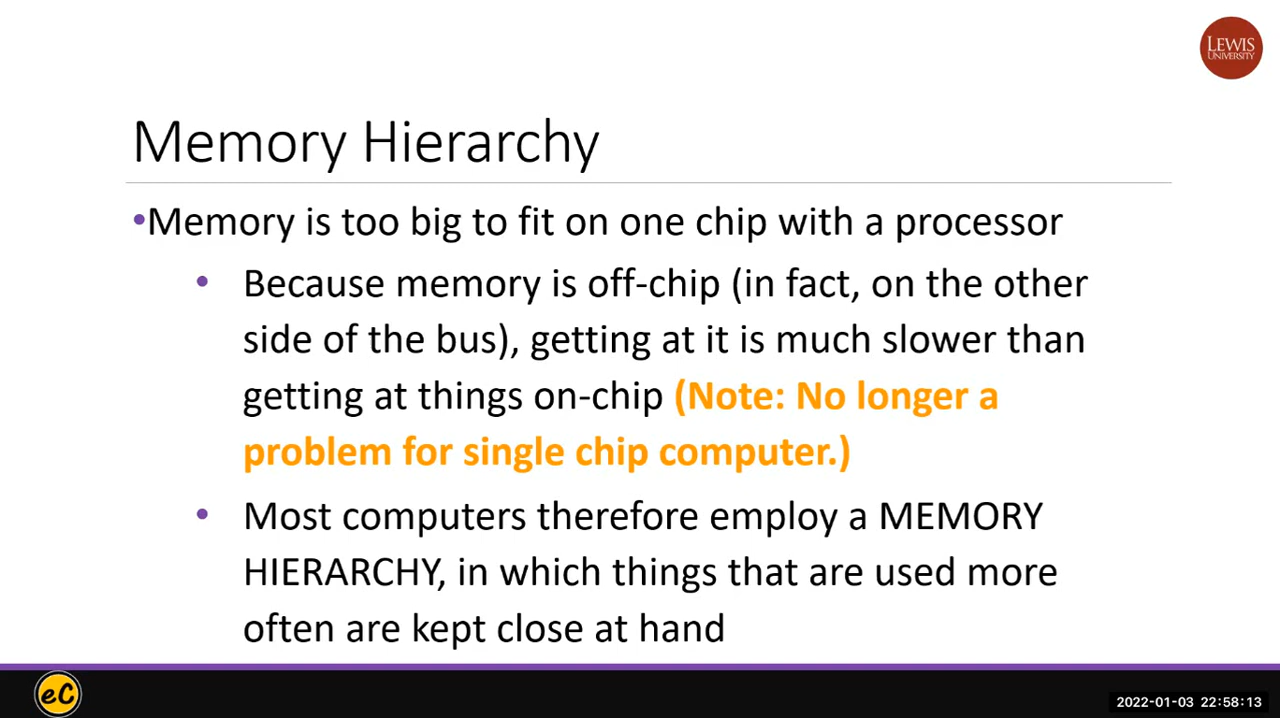 LEWIS
UNIVERSITY
Memory Hierarchy
•Memory is too big to fit on one chip with a processor
• Because memory is off-chip (in fact, on the other
side of the bus), getting at it is much slower than
getting at things on-chip (Note: No longer a
problem for single chip computer.)
• Most computers therefore employ a MEMORY
HIERARCHY, in which things that are used more
often are kept close at hand
eC
2022-01-03 22:58:13